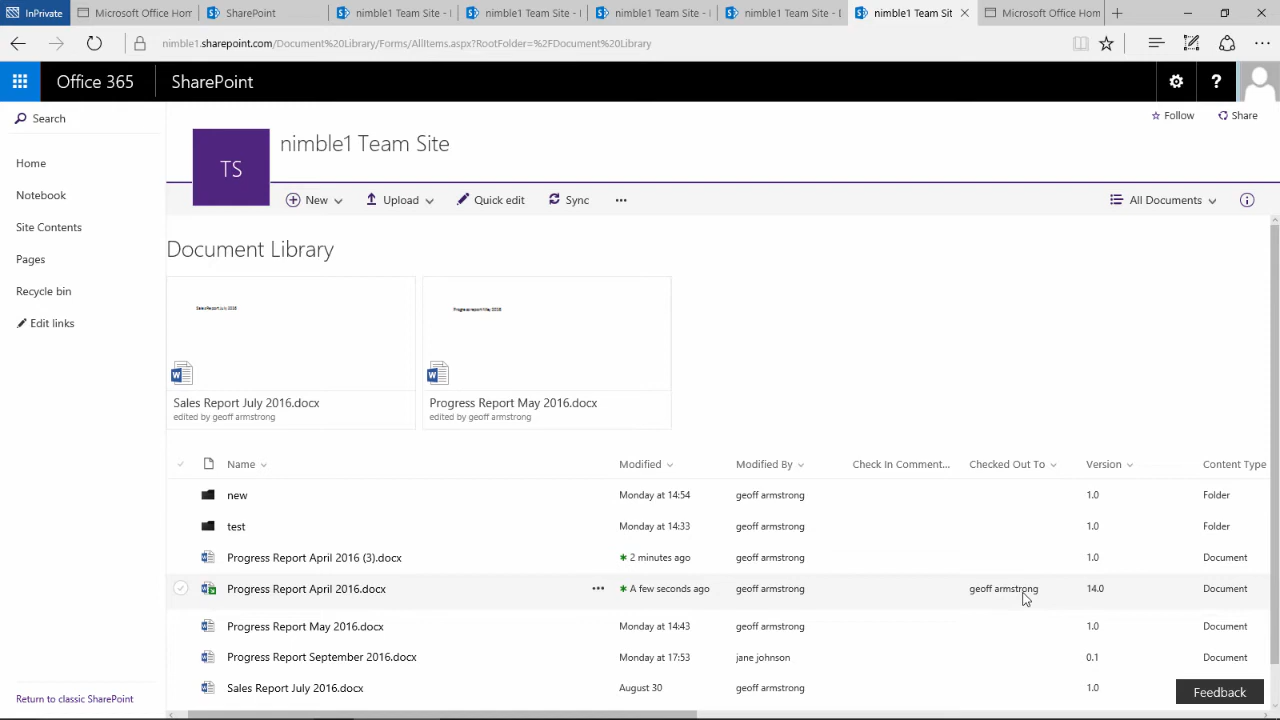 InPrivate
Microsoft Office Hom
SharePoint
nimble1 Team Site -
nimble1 Team Site - I
nimble1 Team Site - I
nimble1 Team Sit
Microsoft Office Hom
nimble1.sharepoint.com/Document%20Library/Forms/AllItems.aspx?RootFolder=%2FDocument%20Library
Office 365
SharePoint
?
Search
Follow
Share
Home
Notebook
Site Contents
Pages
Recycle bin
Edit links
Return to classic SharePoint
TS
nimble1 Team Site
New
Upload
Quick edit
Sync
...
All Documents
Document Library
Sales Report July 2016
Progress report May 2016
Sales Report July 2016.docx
edited by geoff armstrong
Progress Report May 2016.docx
edited by geoff armstrong
Name Modified Modified By Check In Comment... Checked Out To Version Content Type
new Monday at 14:54 geoff armstrong 1.0 Folder
test Monday at 14:33 geoff armstrong 1.0 Folder
Progress Report April 2016 (3).docx 2 minutes ago geoff armstrong 1.0 Document
Progress Report April 2016.docx ... A few seconds ago geoff armstrong geoff armstrong 14.0 Document
Progress Report May 2016.docx Monday at 14:43 geoff armstrong 1.0 Document
Progress Report September 2016.docx Monday at 17:53 jane johnson 0.1 Document
Sales Report July 2016.docx August 30 geoff armstrong 1.0
Feedback